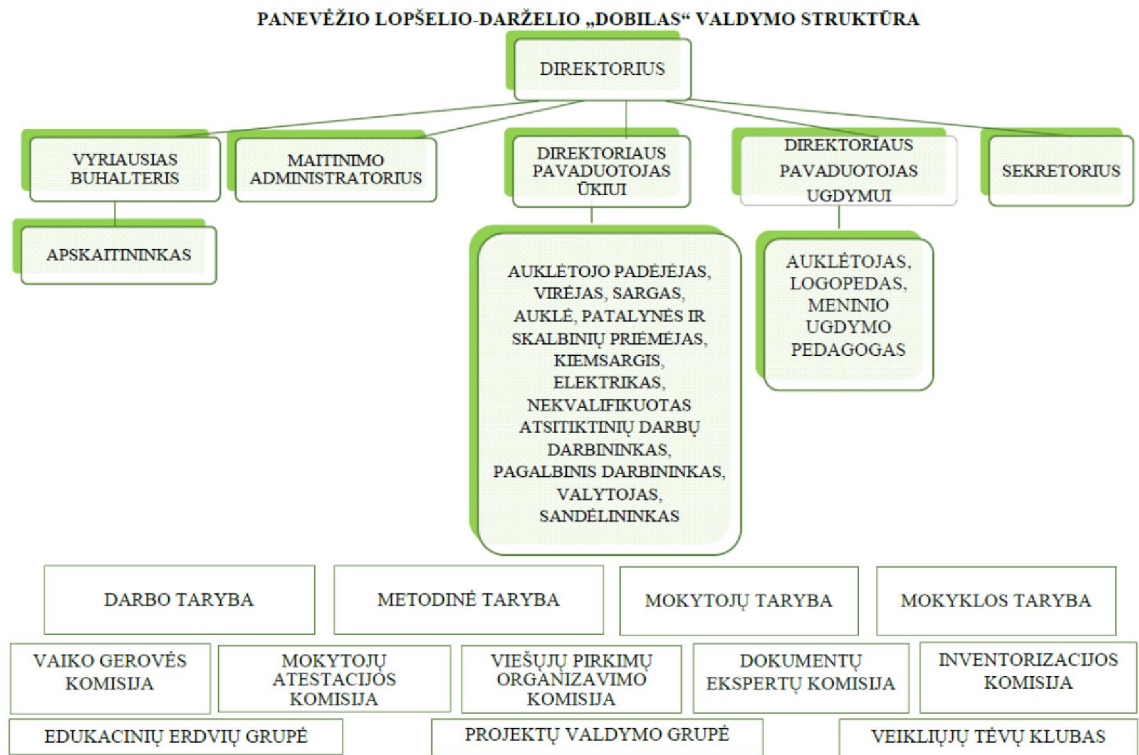 PANEVĖŽIO LOPŠELIO-DARŽELIO „DOBILAS“ VALDYMO STRUKTŪRA
DIREKTORIUS
VYRIAUSIAS
BUHALTERIS
MAITINIMO
ADMINISTRATORIUS
DIREKTORIAUS
PAVADUOTOJAS
ŪKIUI
DIREKTORIAUS
PAVADUOTOJAS
UGDYMUI
SEKRETORIUS
APSKAITININKAS
AUKLĖTOJO PADĖJĖJAS,
VIRĖJAS, SARGAS,
AUKLĖ, PATALYNĖS IR
SKALBINIŲ PRIĖMĖJAS,
KIEMSARGIS,
ELEKTRIKAS,
NEKVALIFIKUOTAS
ATSITIKTINIŲ DARBŲ
DARBININKAS,
PAGALBINIS DARBININKAS,
VALYTOJAS,
SANDĖLININKAS
AUKLĖTOJAS,
LOGOPEDAS,
MENINIO
UGDYMO
PEDAGOGAS
DARBO TARYBA
METODINĖ TARYBA
MOKYTOJŲ TARYBA
MOKYKLOS TARYBA
VAIKO GEROVĖS
KOMISIJA
MOKYTOJŲ
ATESTACIJOS
KOMISIJA
VIEŠŲJŲ PIRKIMŲ
ORGANIZAVIMO
KOMISIJA
DOKUMENTŲ
EKSPERTŲ KOMISIJA
INVENTORIZACIJOS
KOMISIJA
EDUKACINIŲ ERDVIŲ GRUPĖ
PROJEKTŲ VALDYMO GRUPĖ
VEIKLIŲJŲ TĖVŲ KLUBAS